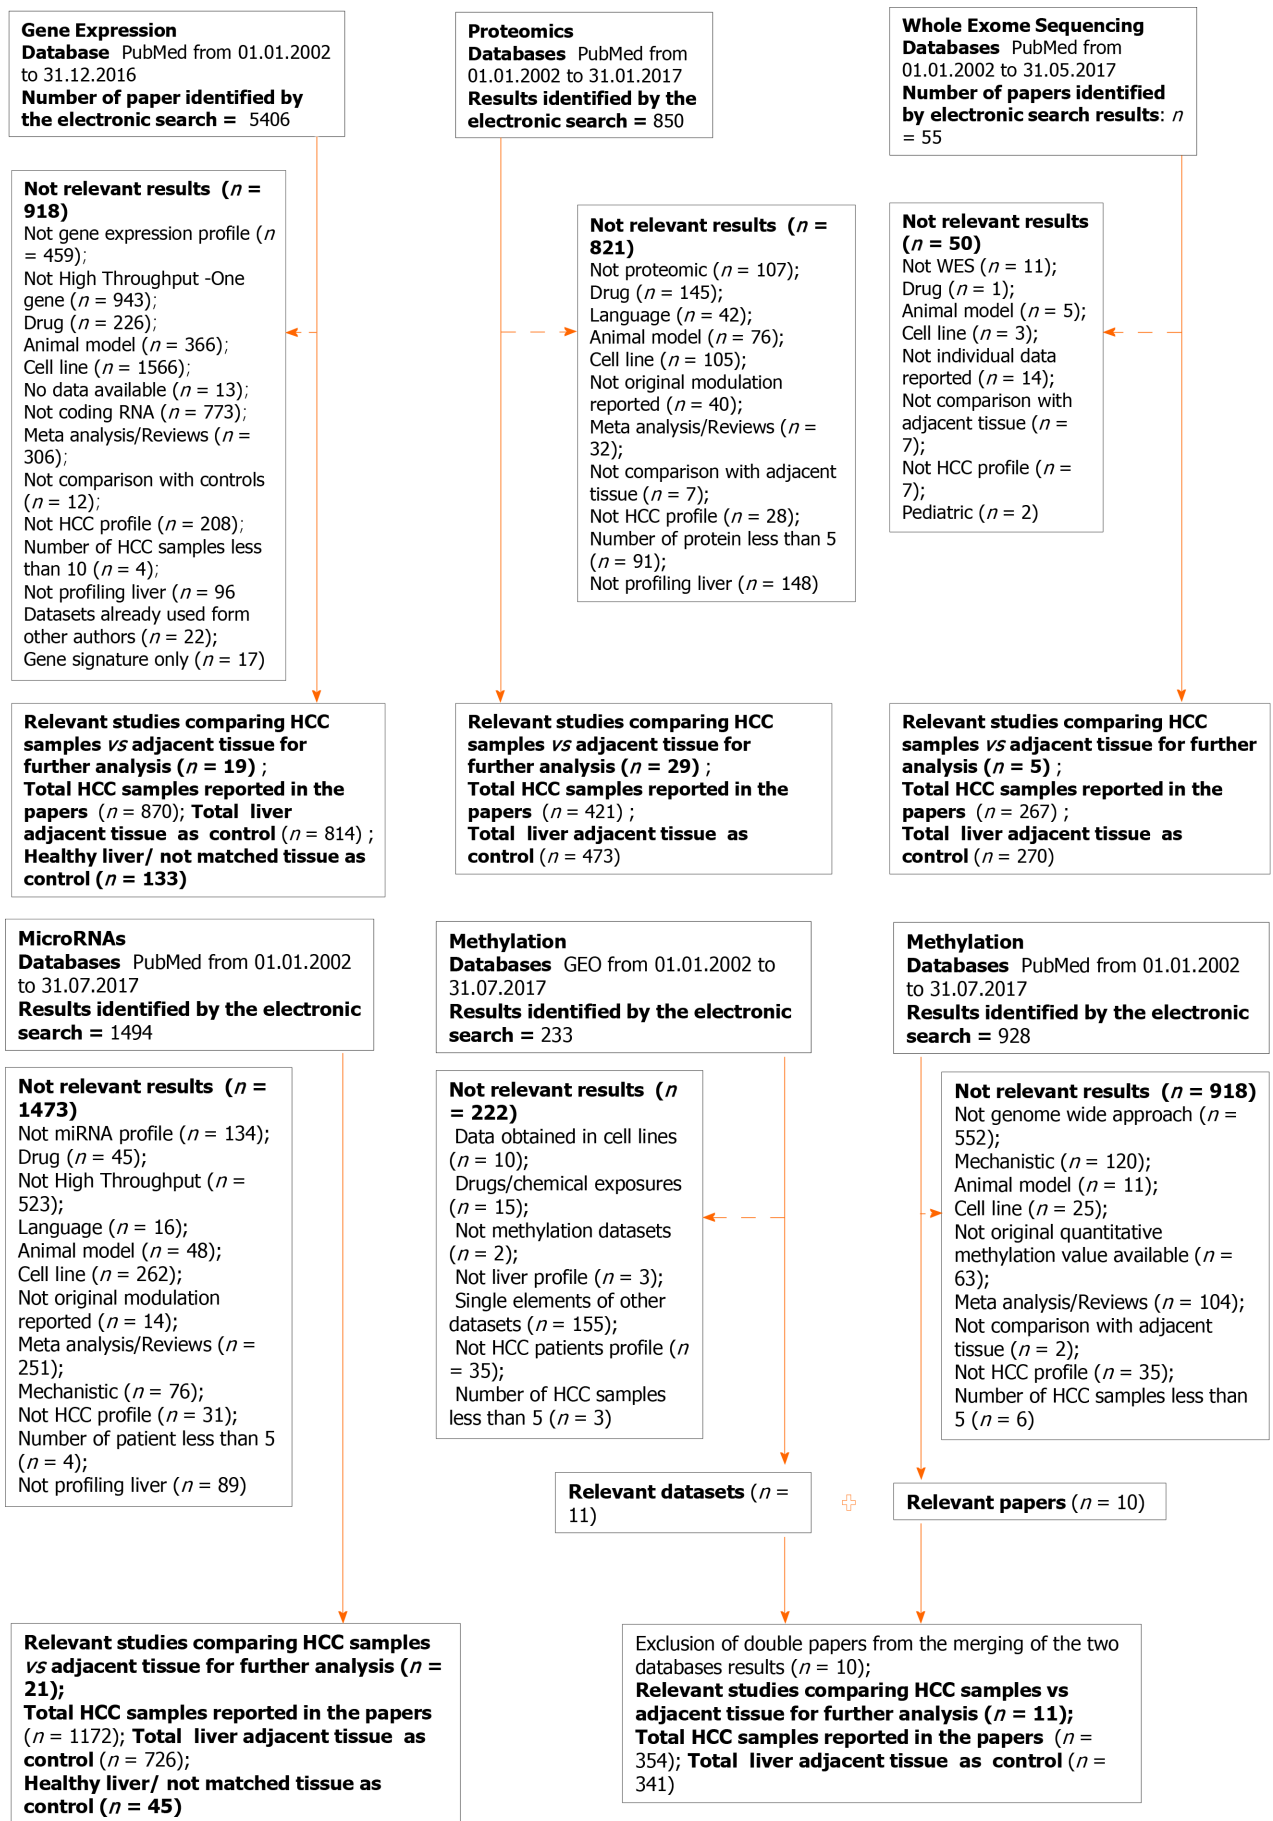 Gene Expression
Database  PubMed from 01.01.2002
to 31.12.2016
Number of paper identified by
the electronic search =  5406
Proteomics
Databases  PubMed from
01.01.2002 to 31.01.2017
Results identified by the
electronic search = 850
Whole Exome Sequencing
Databases  PubMed from
01.01.2002 to 31.05.2017
Number of papers identified
by electronic search results: n
= 55
Not relevant results  (n =
918)
Not gene expression profile (n
= 459);
Not High Throughput -One
gene (n = 943);
Drug (n = 226);
Animal model (n = 366);
Cell line (n = 1566);
No data available (n = 13);
Not coding RNA (n = 773);
Meta analysis/Reviews (n =
306);
Not comparison with controls
(n = 12);
Not HCC profile (n = 208);
Number of HCC samples less
than 10 (n = 4);
Not profiling liver (n = 96
Datasets already used form
other authors (n = 22);
Gene signature only (n = 17)
Not relevant results  (n =
821)
Not proteomic (n = 107);
Drug (n = 145);
Language (n = 42);
Animal model (n = 76);
Cell line (n = 105);
Not original modulation
reported (n = 40);
Meta analysis/Reviews (n =
32);
Not comparison with adjacent
tissue (n = 7);
Not HCC profile (n = 28);
Number of protein less than 5
(n = 91);
Not profiling liver (n = 148)
Not relevant results
(n = 50)
Not WES (n = 11);
Drug (n = 1);
Animal model (n = 5);
Cell line (n = 3);
Not individual data
reported (n = 14);
Not comparison with
adjacent tissue (n =
7);
Not HCC profile (n =
7);
Pediatric (n = 2)
Relevant studies comparing HCC
samples vs adjacent tissue for
further analysis (n = 19) ;
Total HCC samples reported in the
papers  (n = 870); Total  liver
adjacent tissue  as  control (n = 814) ;
Healthy liver/ not matched tissue as
control (n = 133)
Relevant studies comparing HCC
samples vs adjacent tissue for
further analysis (n = 29) ;
Total HCC samples reported in the
papers  (n = 421) ;
Total  liver adjacent tissue  as
control (n = 473)
Relevant studies comparing HCC
samples vs adjacent tissue for further
analysis (n = 5) ;
Total HCC samples reported in the
papers  (n = 267) ;
Total  liver adjacent tissue  as
control (n = 270)
MicroRNAs
Databases  PubMed from 01.01.2002
to 31.07.2017
Results identified by the electronic
search = 1494
Methylation
Databases  GEO from 01.01.2002 to
31.07.2017
Results identified by the electronic
search = 233
Methylation
Databases  PubMed from 01.01.2002
to 31.07.2017
Results identified by the electronic
search = 928
Not relevant results  (n =
1473)
Not miRNA profile (n = 134);
Drug (n = 45);
Not High Throughput (n =
523);
Language (n = 16);
Animal model (n = 48);
Cell line (n = 262);
Not original modulation
reported (n = 14);
Meta analysis/Reviews (n =
251);
Mechanistic (n = 76);
Not HCC profile (n = 31);
Number of patient less than 5
(n = 4);
Not profiling liver (n = 89)
Not relevant results  (n
= 222)
Data obtained in cell lines
(n = 10);
Drugs/chemical exposures
(n = 15);
Not methylation datasets
(n = 2);
Not liver profile (n = 3);
Single elements of other
datasets (n = 155);
Not HCC patients profile (n
= 35);
Number of HCC samples
less than 5 (n = 3)
Not relevant results  (n = 918)
Not genome wide approach (n =
552);
Mechanistic (n = 120);
Animal model (n = 11);
Cell line (n = 25);
Not original quantitative
methylation value available (n =
63);
Meta analysis/Reviews (n = 104);
Not comparison with adjacent
tissue (n = 2);
Not HCC profile (n = 35);
Number of HCC samples less than
5 (n = 6)
Relevant datasets (n =
11)
Relevant papers (n = 10)
Relevant studies comparing HCC samples
vs adjacent tissue for further analysis (n =
21);
Total HCC samples reported in the papers
(n = 1172); Total  liver adjacent tissue  as
control (n = 726);
Healthy liver/ not matched tissue as
control (n = 45)
Exclusion of double papers from the merging of the two
databases results (n = 10);
Relevant studies comparing HCC samples vs
adjacent tissue for further analysis (n = 11);
Total HCC samples reported in the papers  (n =
354); Total  liver adjacent tissue  as  control (n =
341)